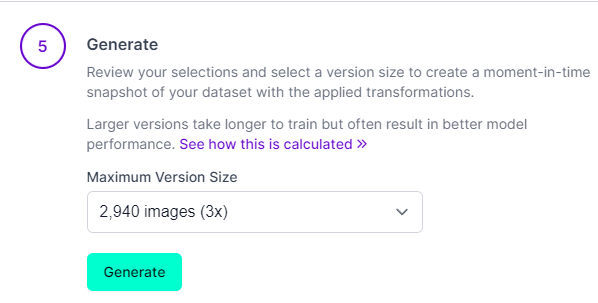 5
Generate
Review your selections and select a version size to create a moment-in-time
snapshot of your dataset with the applied transformations.
Larger versions take longer to train but often result in better model
performance. See how this is calculated »
Maximum Version Size
2,940 images (3x)
Generate